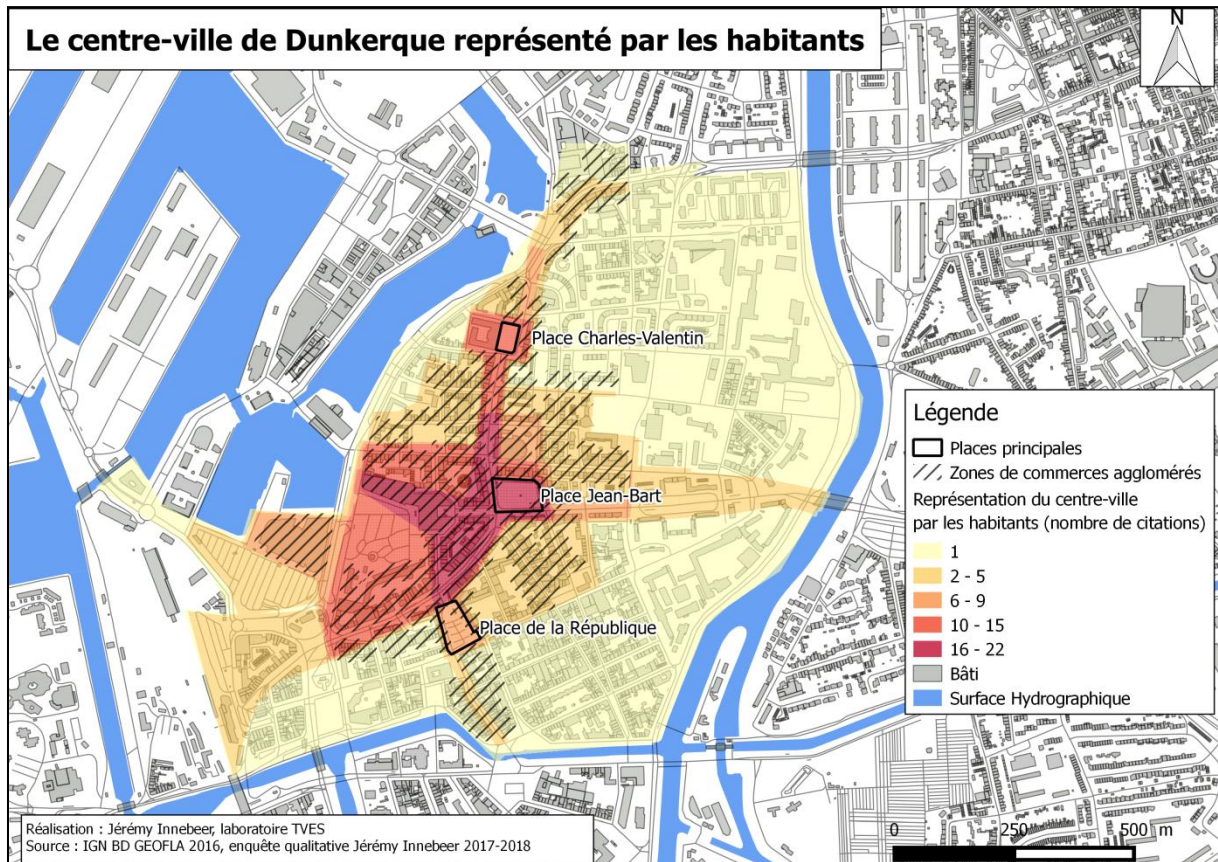 Le centre-ville de Dunkerque représenté par les habitants
N
Place Charles-Valentin
Place Jean-Bart
Place de la République
Légende
Places principales
Zones de commerces agglomérés
Représentation du centre-ville
par les habitants (nombre de citations)
1
2 - 5
6 - 9
10 - 15
16 - 22
Bâti
Surface Hydrographique
Réalisation : Jérémy Innebeer, laboratoire TVES
Source : IGN BD GEOFLA 2016, enquête qualitative Jérémy Innebeer 2017-2018
0 250 500 m